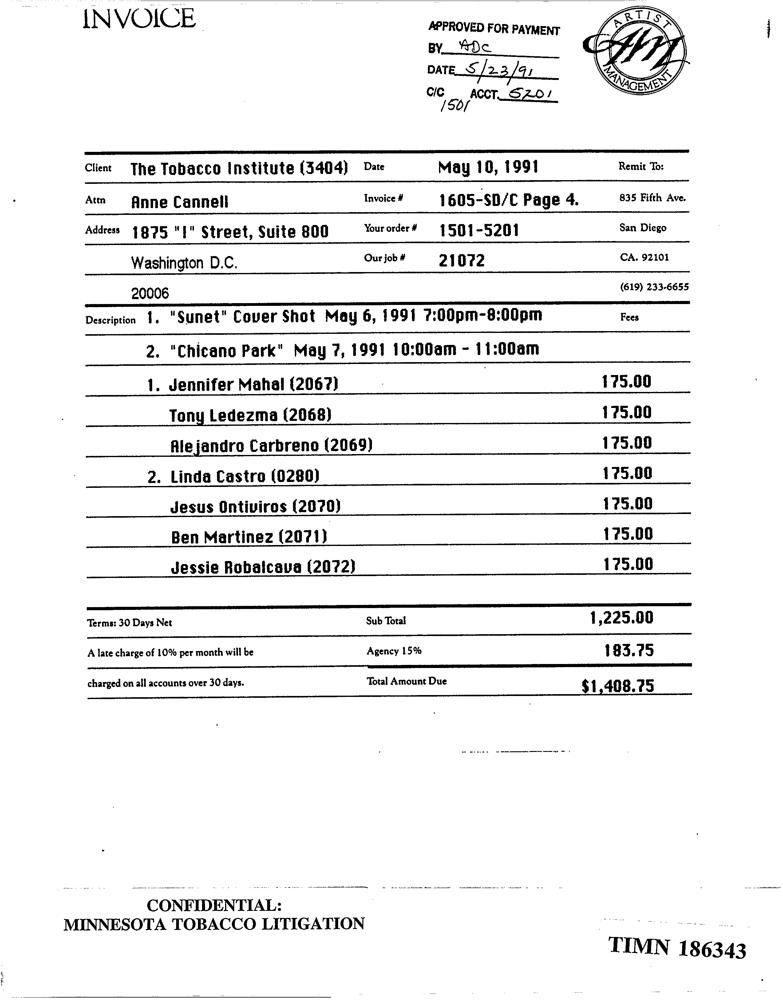 INVOICE
APPROVED FOR PAYMENT
BY ADC
DATE 5/23/91
C/C ACCT. 5201
1501
ARTIST
AM
MANAGEMENT
Client The Tobacco Institute (3404) Date May 10, 1991 Remit To:
Attn Anne Cannell Invoice # 1605-SD/C Page 4. 835 Fifth Ave.
Address 1875 "I" Street, Suite 800 Your order # 1501-5201 San Diego
Washington D.C. Our job # 21072 CA. 92101
20006 (619) 233-6655
Description 1. "Sunet" Cover Shot May 6, 1991 7:00pm-8:00pm Fees
2. "Chicano Park" May 7, 1991 10:00am - 11:00am
1. Jennifer Mahal (2067) 175.00
Tony Ledezma (2068) 175.00
Alejandro Carbreno (2069) 175.00
2. Linda Castro (0280) 175.00
Jesus Ontiviros (2070) 175.00
Ben Martinez (2071) 175.00
Jessie Robalcava (2072) 175.00
Terms: 30 Days Net Sub Total 1,225.00
A late charge of 10% per month will be Agency 15% 183.75
charged on all accounts over 30 days. Total Amount Due $1,408.75
CONFIDENTIAL:
MINNESOTA TOBACCO LITIGATION
TIMN 186343